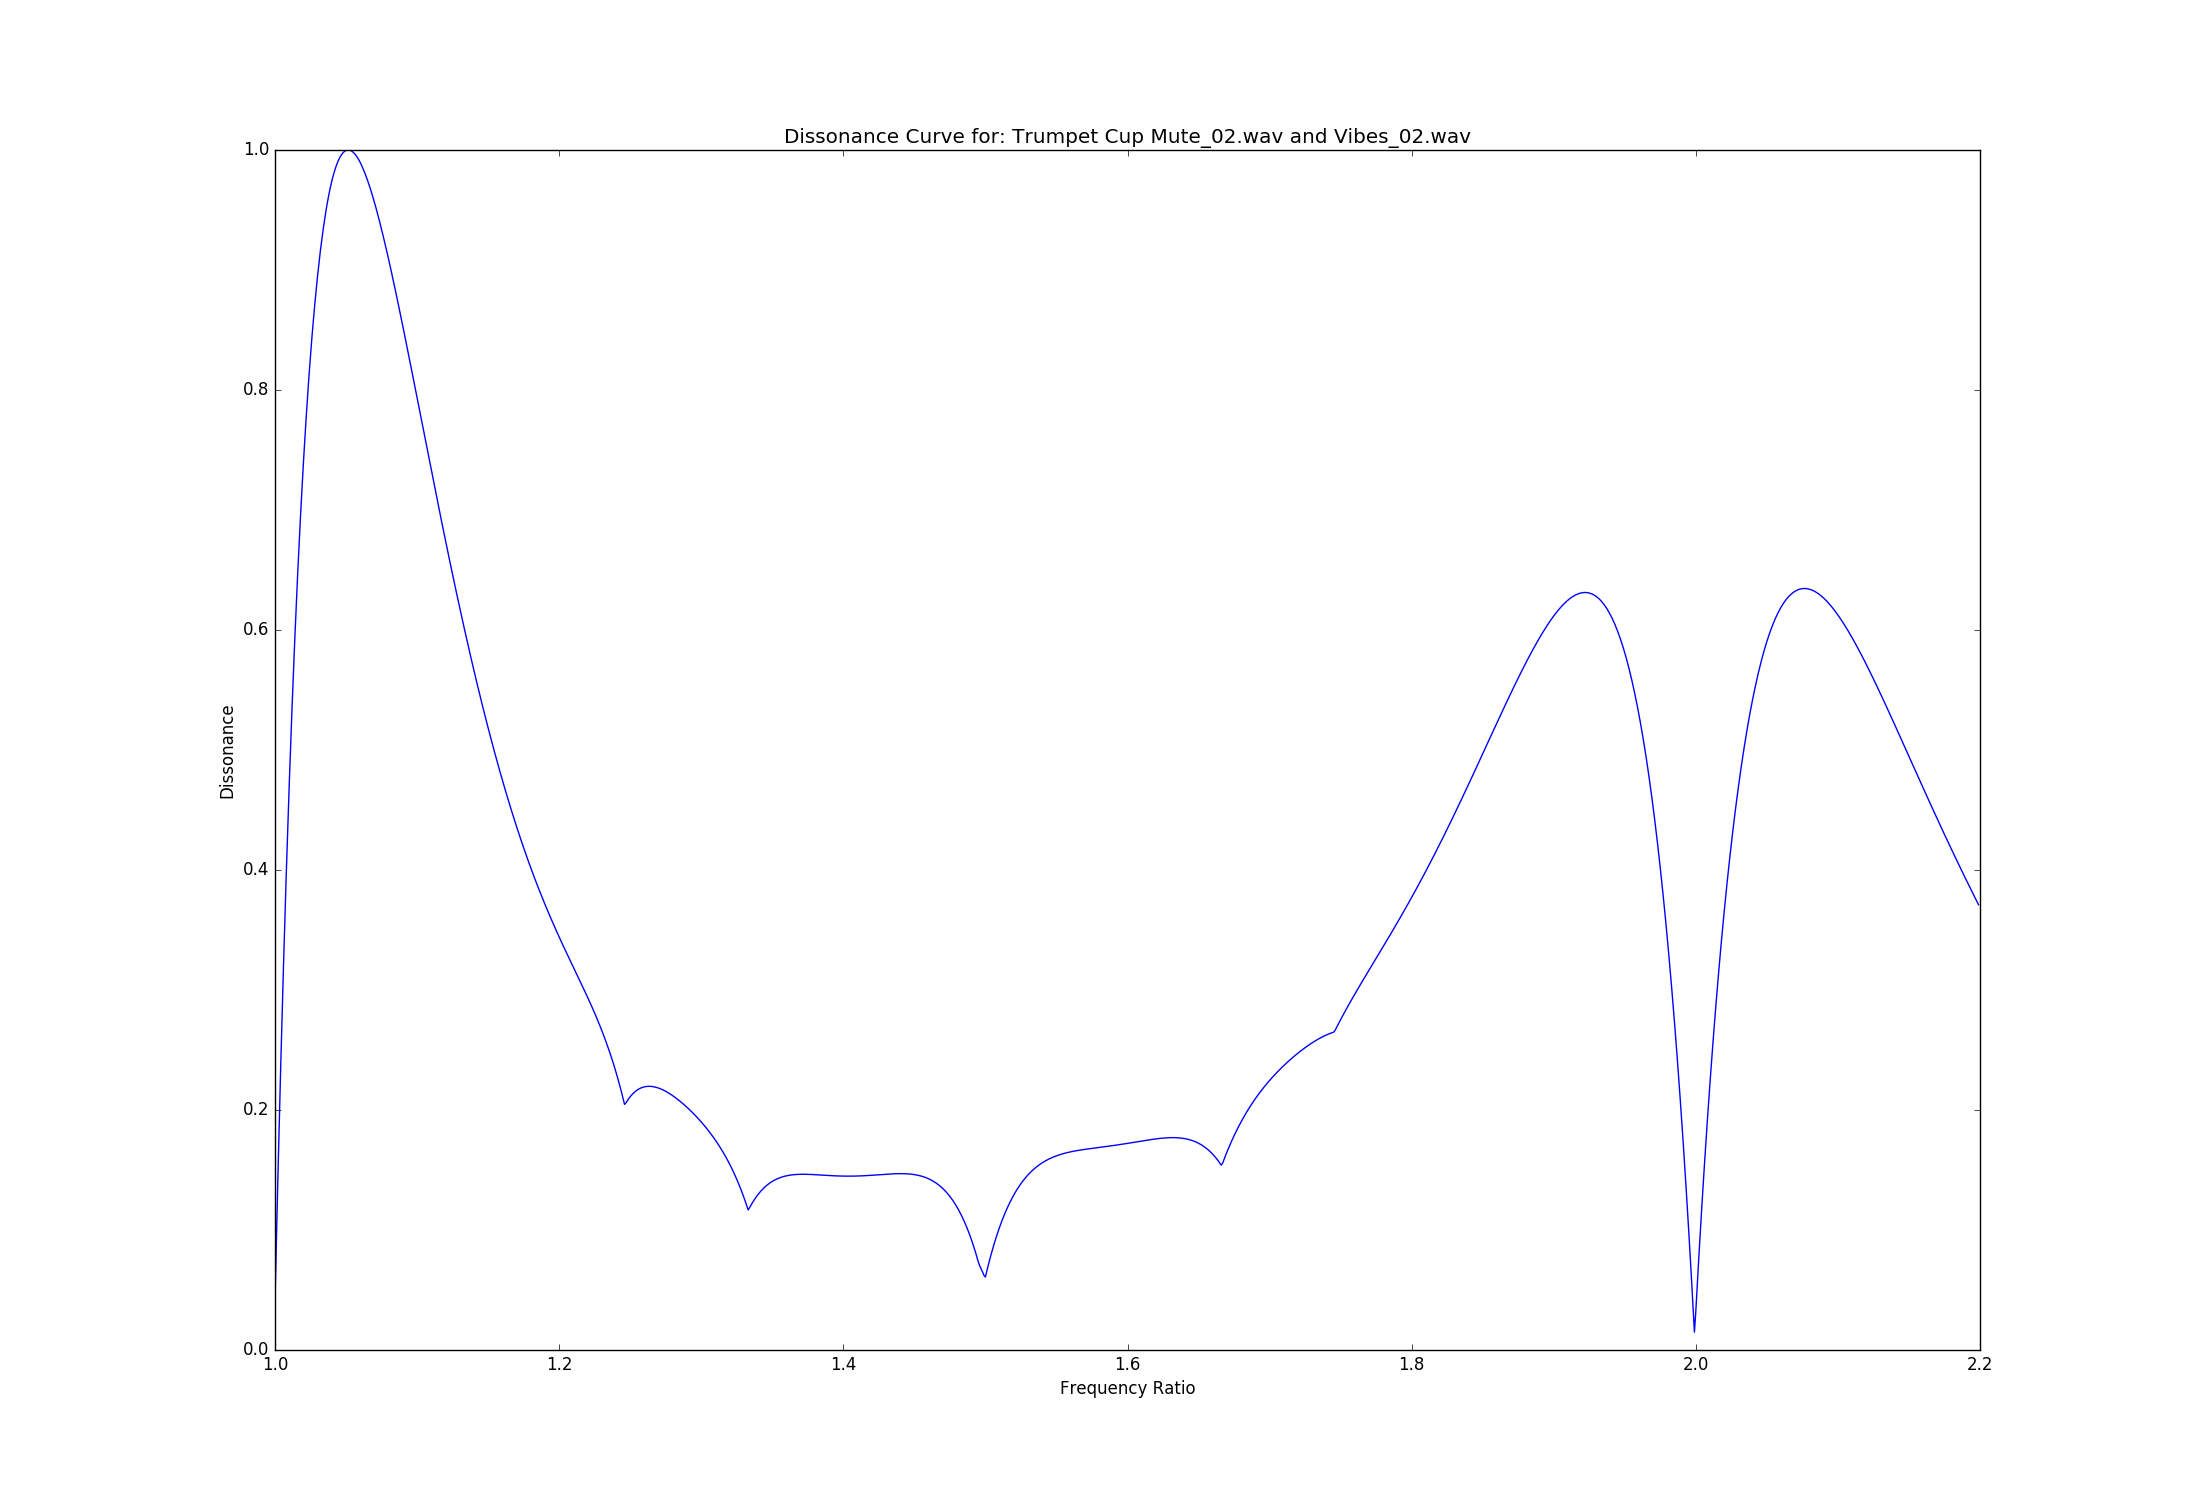 Dissonance Curve for: Trumpet Cup Mute_02.wav and Vibes_02.wav
1.0
0.8
0.6
0.4
0.2
0.0
Dissonance
1.0 1.2 1.4 1.6 1.8 2.0 2.2
Frequency Ratio